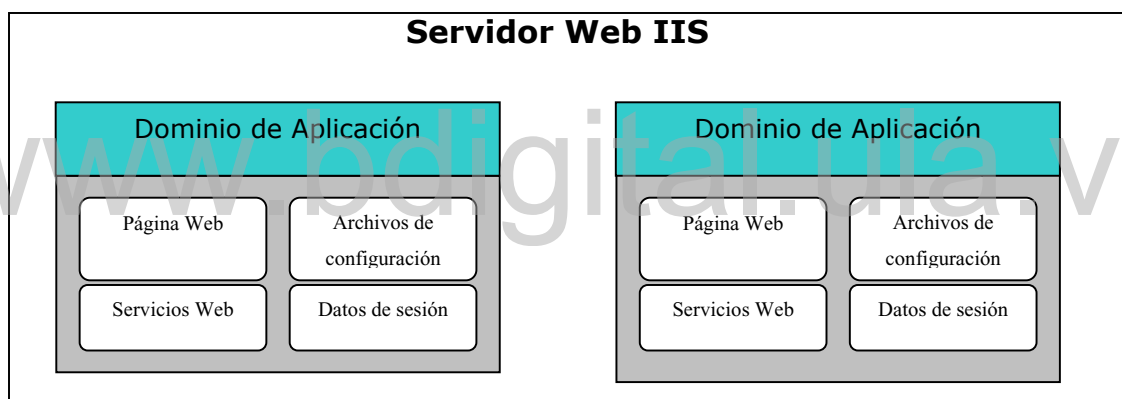 Servidor Web IIS
Dominio de Aplicación
Página Web
Archivos de
configuración
Servicios Web
Datos de sesión
Dominio de Aplicación
Página Web
Archivos de
configuración
Servicios Web
Datos de sesión
www.bdigital.ula.v